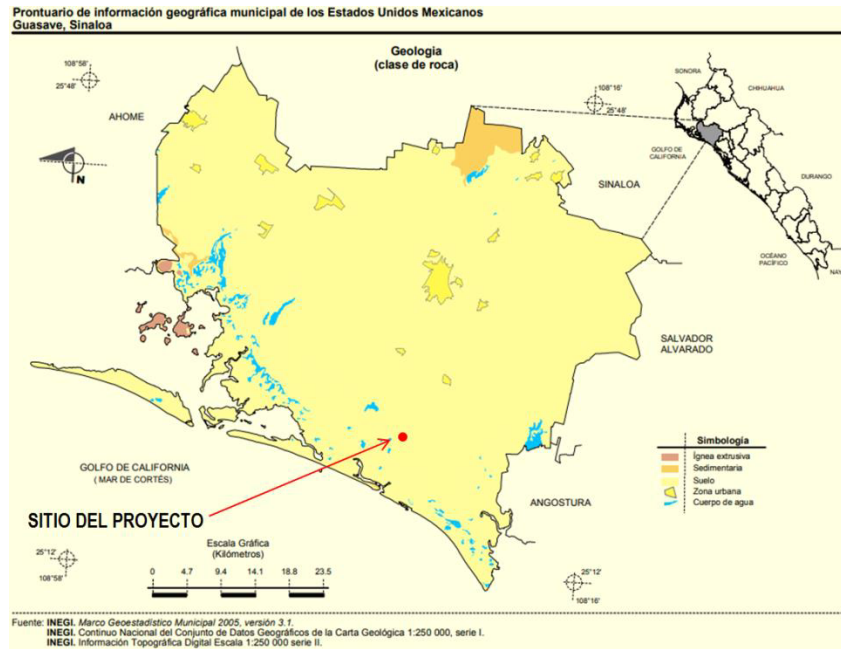 Prontuario de información geográfica municipal de los Estados Unidos Mexicanos
Guasave, Sinaloa
Geología
(clase de roca)
108°58'
25°48'
108°16'
25°48'
SONORA
CHIHUAHUA
AHOME
GOLFO DE
CALIFORNIA
N
SINALOA
DURANGO
OCÉANO
PACÍFICO
NAY
SALVADOR
ALVARADO
Simbología
Ígnea extrusiva
Sedimentaria
Suelo
Zona urbana
Cuerpo de agua
GOLFO DE CALIFORNIA
( MAR DE CORTÉS)
ANGOSTURA
SITIO DEL PROYECTO
Escala Gráfica
(Kilómetros)
25°12'
108°58'
0 4.7 9.4 14.1 18.8 23.5
25°12'
108°16'
Fuente: INEGI. Marco Geoestadístico Municipal 2005, versión 3.1.
INEGI. Continuo Nacional del Conjunto de Datos Geográficos de la Carta Geológica 1:250 000, serie I.
INEGI. Información Topográfica Digital Escala 1:250 000 serie II.